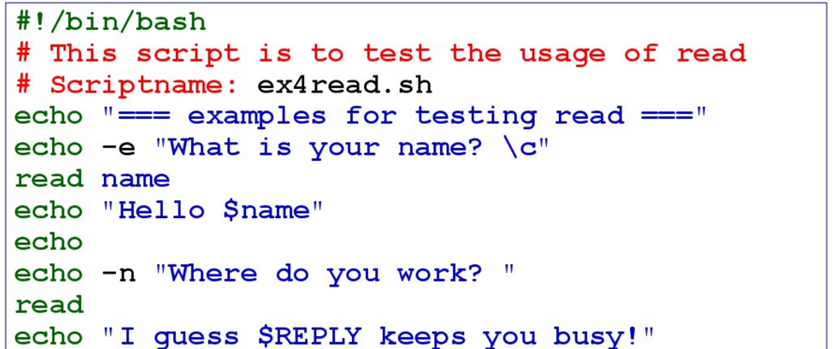 #!/bin/bash
# This script is to test the usage of read
# Scriptname: ex4read.sh
echo "=== examples for testing read ==="
echo -e "What is your name? \c"
read name
echo "Hello $name"
echo
echo -n "Where do you work? "
read
echo "I guess $REPLY keeps you busy!"